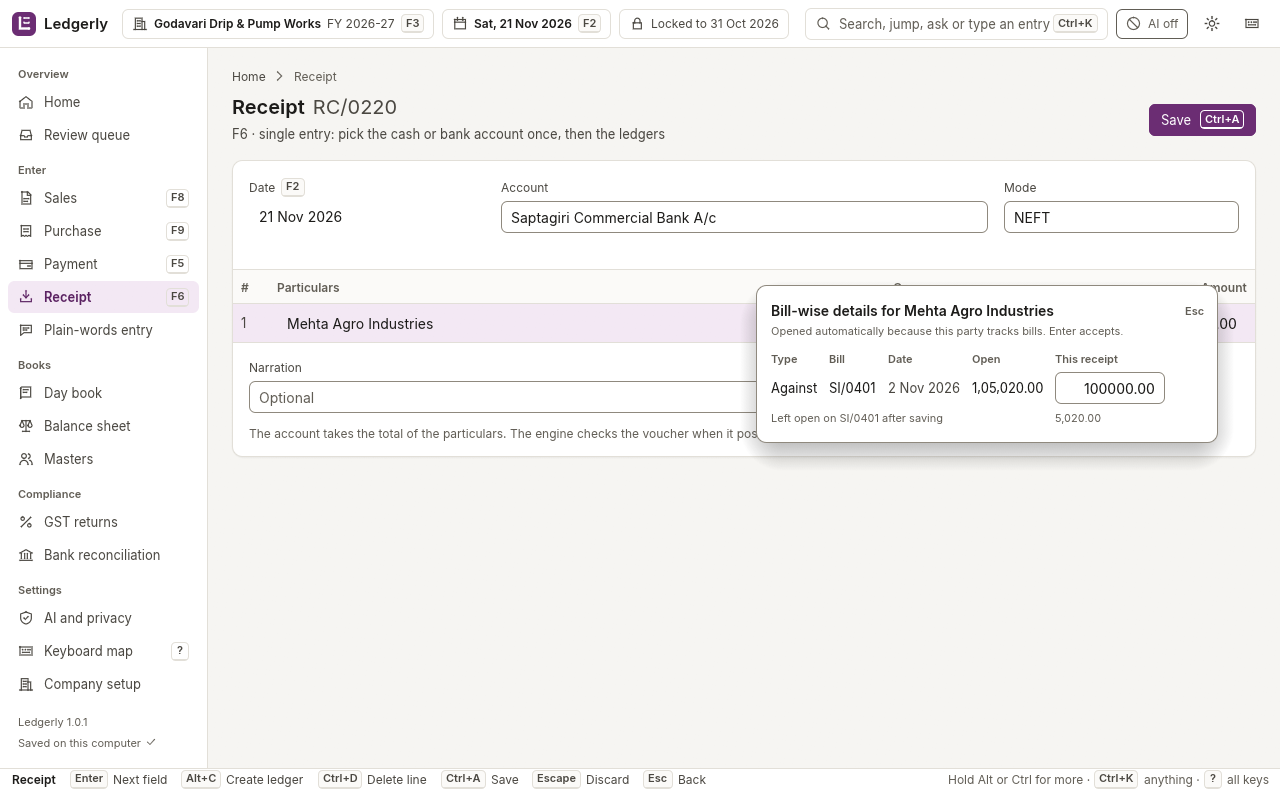 Ledgerly
Godavari Drip & Pump Works FY 2026-27 F3
Sat, 21 Nov 2026 F2
Locked to 31 Oct 2026
Search, jump, ask or type an entry Ctrl+K
AI off
Overview
Home
Review queue
Enter
Sales F8
Purchase F9
Payment F5
Receipt F6
Plain-words entry
Books
Day book
Balance sheet
Masters
Compliance
GST returns
Bank reconciliation
Settings
AI and privacy
Keyboard map ?
Company setup
Ledgerly 1.0.1
Saved on this computer
Home Receipt
Receipt RC/0220
F6 · single entry: pick the cash or bank account once, then the ledgers
Save Ctrl+A
Date F2 Account Mode
21 Nov 2026 Saptagiri Commercial Bank A/c NEFT
# Particulars mount
1 Mehta Agro Industries .00
Narration
Optional
The account takes the total of the particulars. The engine checks the voucher when it pos
Bill-wise details for Mehta Agro Industries Esc
Opened automatically because this party tracks bills. Enter accepts.
Type Bill Date Open This receipt
Against SI/0401 2 Nov 2026 1,05,020.00 100000.00
Left open on SI/0401 after saving 5,020.00
Receipt Enter Next field Alt+C Create ledger Ctrl+D Delete line Ctrl+A Save Escape Discard Esc Back
Hold Alt or Ctrl for more · Ctrl+K anything · ? all keys